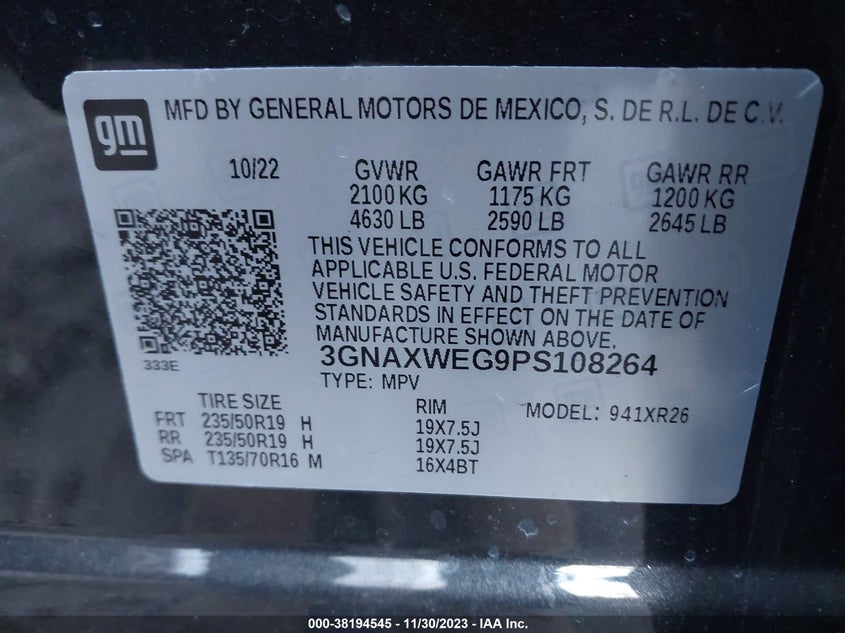 gm
MFD BY GENERAL MOTORS DE MEXICO, S. DE R.L. DE C.V.
10/22 GVWR GAWR FRT GAWR RR
2100 KG 1175 KG 1200 KG
4630 LB 2590 LB 2645 LB
THIS VEHICLE CONFORMS TO ALL
APPLICABLE U.S. FEDERAL MOTOR
VEHICLE SAFETY AND THEFT PREVENTION
STANDARDS IN EFFECT ON THE DATE OF
MANUFACTURE SHOWN ABOVE.
333E
3GNAXWEG9PS108264
TYPE: MPV
TIRE SIZE RIM MODEL: 941XR26
FRT 235/50R19 H 19X7.5J
RR 235/50R19 H 19X7.5J
SPA T135/70R16 M 16X4BT
000-38194545 - 11/30/2023 - IAA Inc.